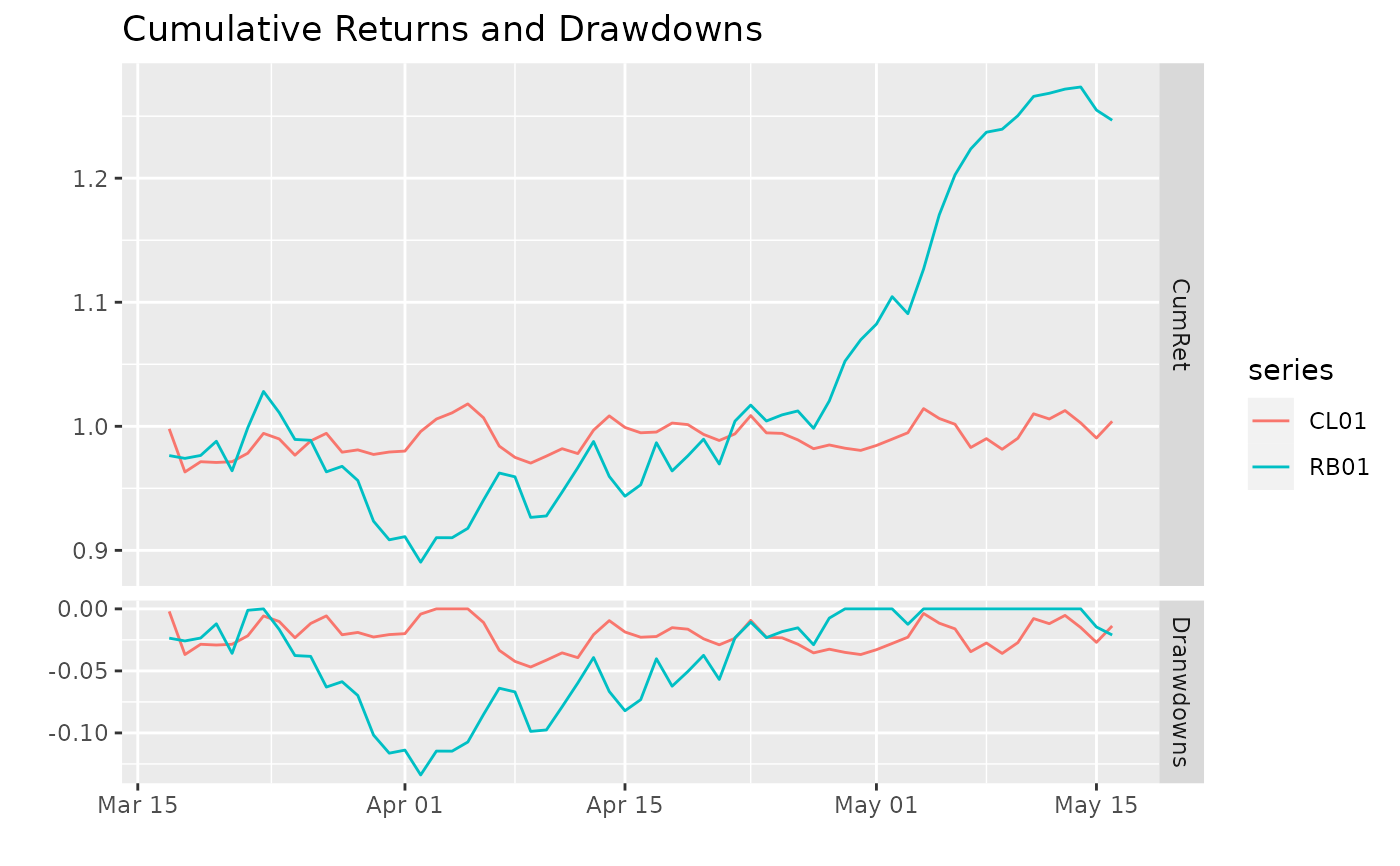 Cumulative Returns and Drawdowns
1.2
1.1
1.0
0.9
CumRet
0.00
-0.05
-0.10
Dranwdowns
Mar 15
Apr 01
Apr 15
May 01
May 15
series
CL01
RB01